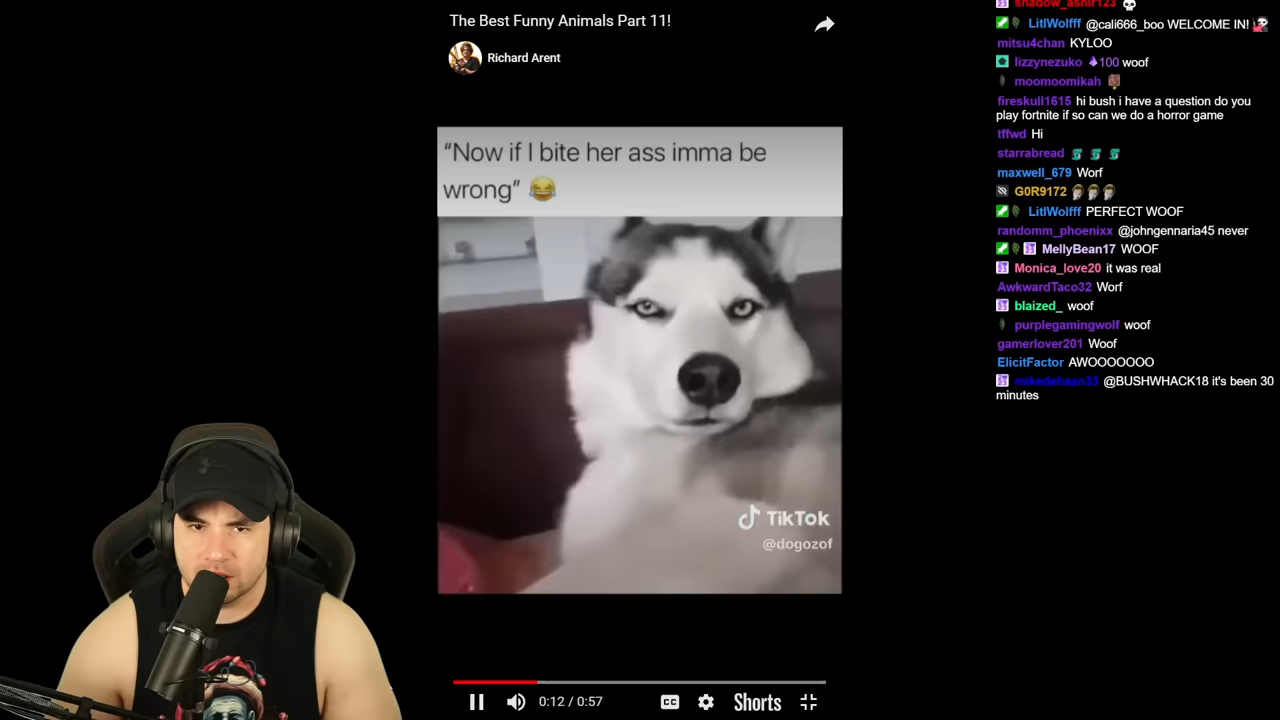 The Best Funny Animals Part 11!
Richard Arent
“Now if I bite her ass imma be
wrong” 😂
TikTok
@dogozof
0:12 / 0:57
CC
Shorts
shadow_ashir123
LitlWolfff @cali666_boo WELCOME IN!
mitsu4chan KYLOO
lizzynezuko 100 woof
moomoomikah
fireskull1615 hi bush i have a question do you
play fortnite if so can we do a horror game
tffwd Hi
starrabread
maxwell_679 Worf
G0R9172
LitlWolfff PERFECT WOOF
randomm_phoenixx @johngennaria45 never
MellyBean17 WOOF
Monica_love20 it was real
AwkwardTaco32 Worf
blaized_ woof
purplegamingwolf woof
gamerlover201 Woof
ElicitFactor AWOOOOOOO
@BUSHWHACK18 it's been 30
minutes